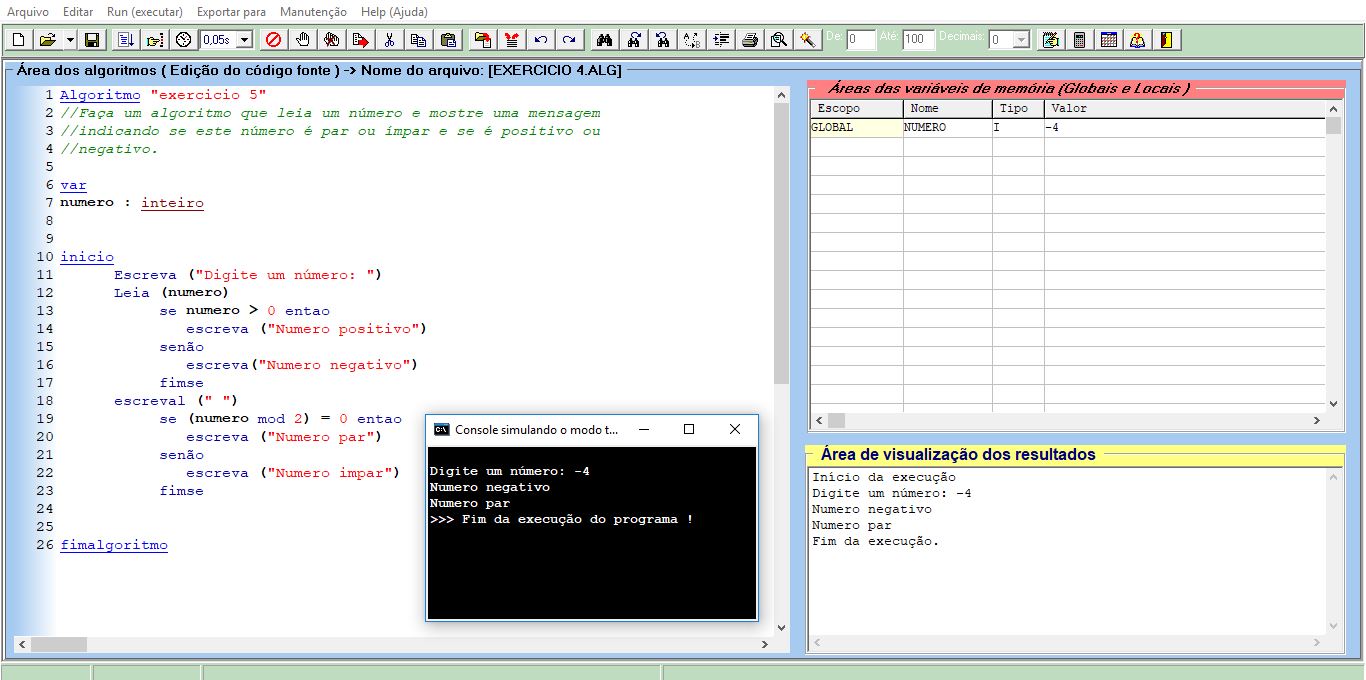 Arquivo Editar Run (executar) Exportar para Manutenção Help (Ajuda)
0,05s De: 0 Até: 100 Decimais: 0
Área dos algoritmos ( Edição do código fonte ) -> Nome do arquivo: [EXERCICIO 4.ALG]
1 Algoritmo "exercicio 5"
2 //Faça um algoritmo que leia um número e mostre uma mensagem
3 //indicando se este número é par ou ímpar e se é positivo ou
4 //negativo.
5
6 var
7 numero : inteiro
8
9
10 inicio
11 Escreva ("Digite um número: ")
12 Leia (numero)
13 se numero > 0 entao
14 escreva ("Numero positivo")
15 senão
16 escreva("Numero negativo")
17 fimse
18 escreval (" ")
19 se (numero mod 2) = 0 entao
20 escreva ("Numero par")
21 senão
22 escreva ("Numero impar")
23 fimse
24
25
26 fimalgoritmo
Console simulando o modo t...
Digite um número: -4
Numero negativo
Numero par
>>> Fim da execução do programa !
Áreas das variáveis de memória (Globais e Locais )
Escopo Nome Tipo Valor
GLOBAL NUMERO I -4
Área de visualização dos resultados
Início da execução
Digite um número: -4
Numero negativo
Numero par
Fim da execução.